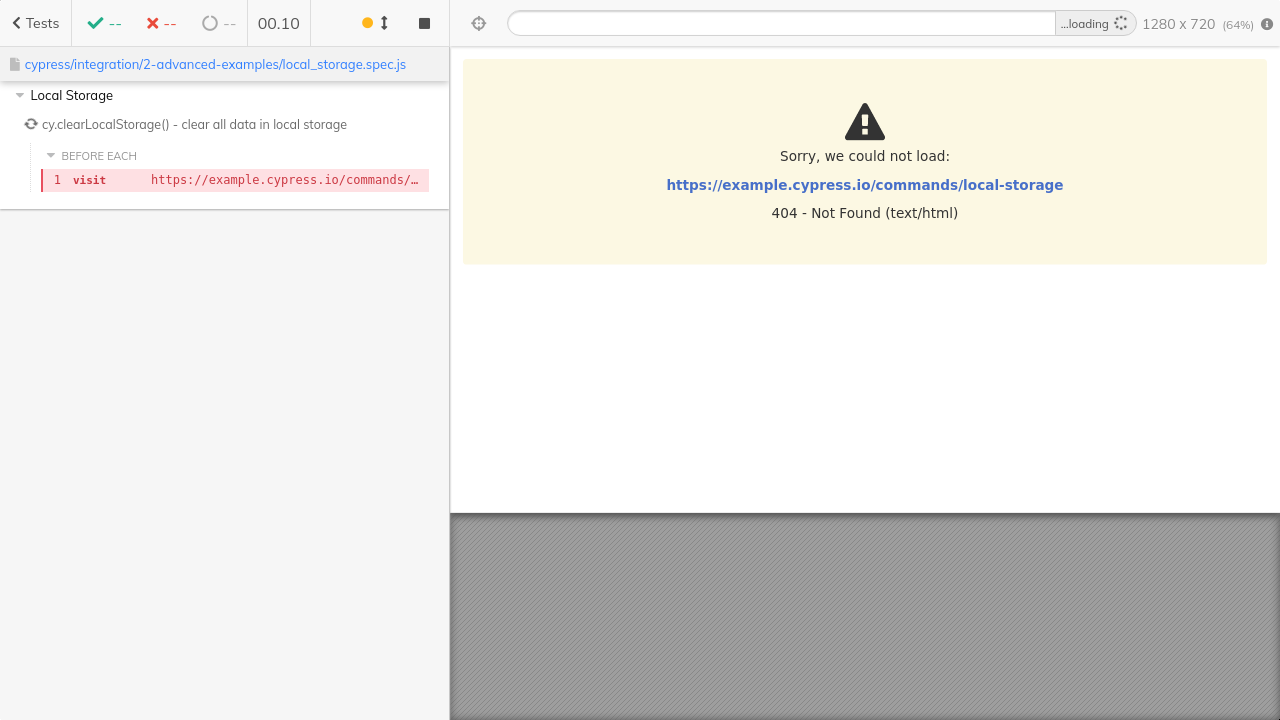 Tests -- -- -- 00.10 ...loading 1280 x 720 (64%)
cypress/integration/2-advanced-examples/local_storage.spec.js
Local Storage
cy.clearLocalStorage() - clear all data in local storage
BEFORE EACH
1 visit https://example.cypress.io/commands/…
Sorry, we could not load:
https://example.cypress.io/commands/local-storage
404 - Not Found (text/html)